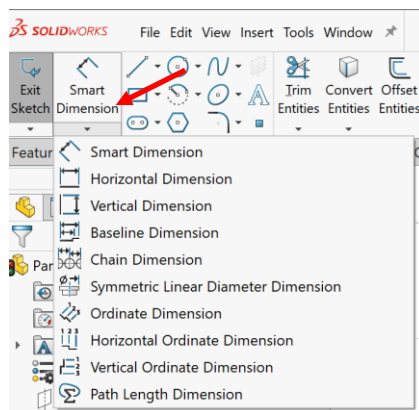 SOLIDWORKS File Edit View Insert Tools Window
Exit Sketch
Smart Dimension
Trim Entities
Convert Entities
Offset Entities
Featur
Smart Dimension
Horizontal Dimension
Vertical Dimension
Baseline Dimension
Chain Dimension
Par
Symmetric Linear Diameter Dimension
Ordinate Dimension
Horizontal Ordinate Dimension
Vertical Ordinate Dimension
Path Length Dimension